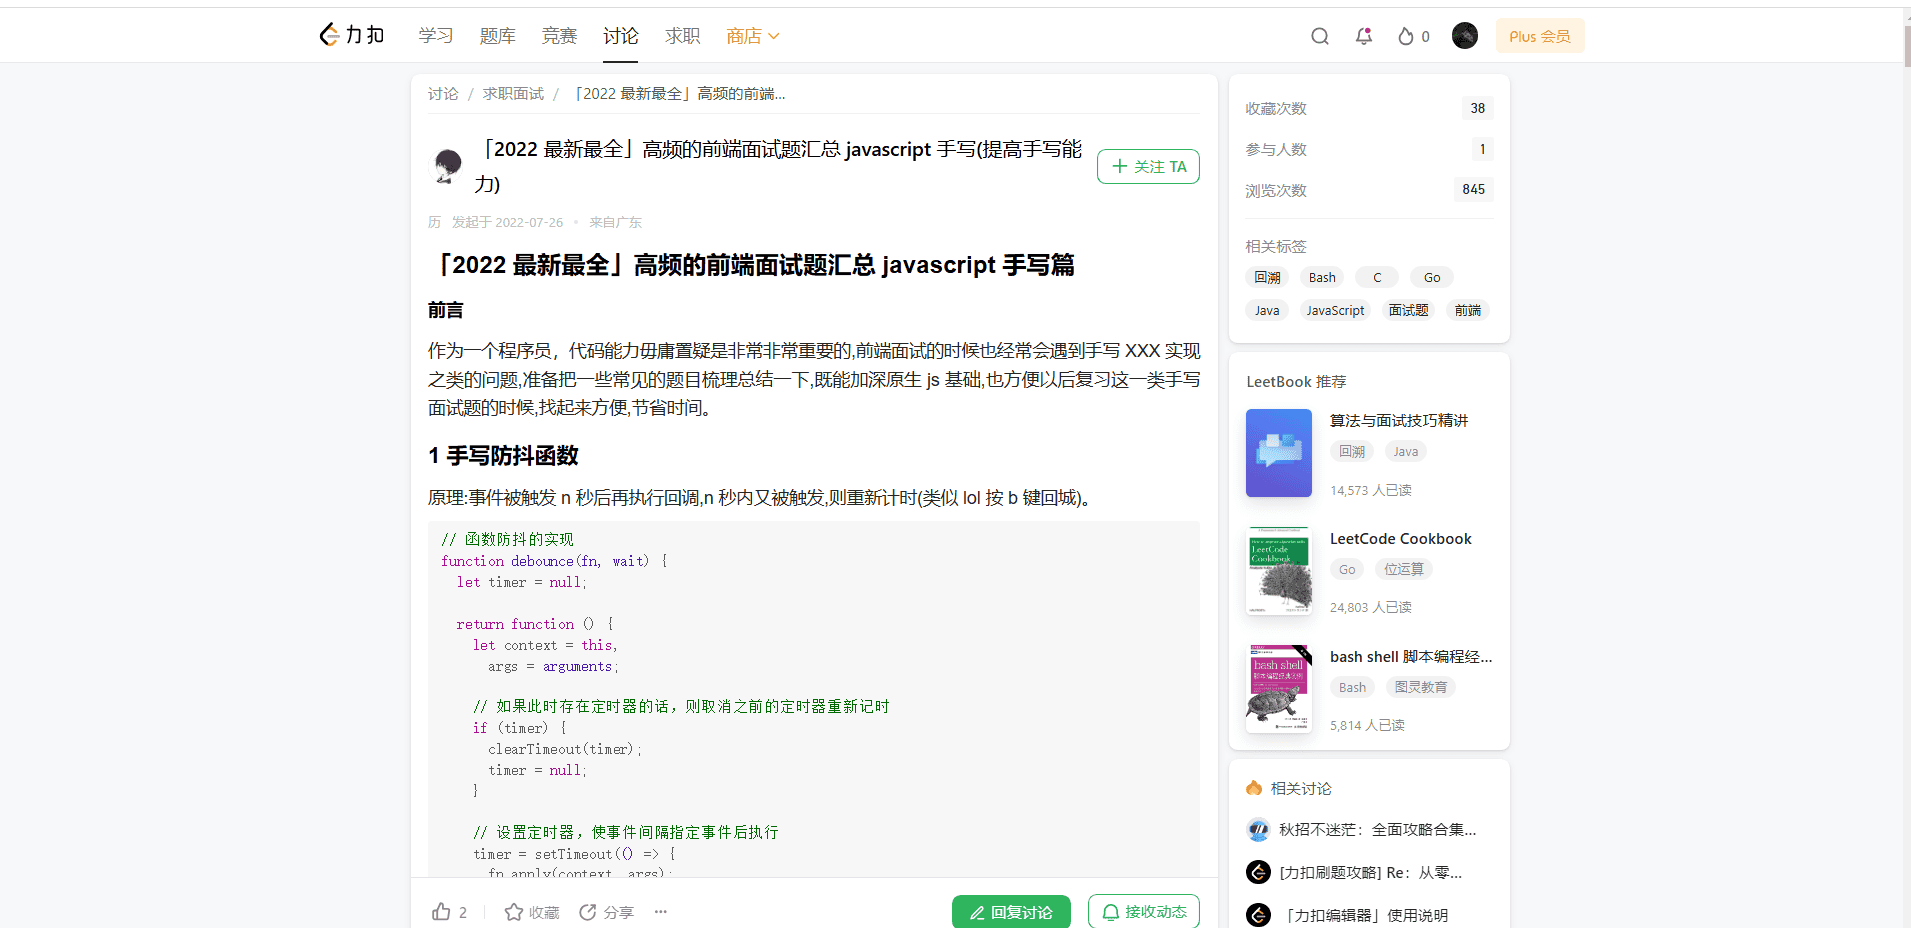 力扣 学习 题库 竞赛 讨论 求职 商店 0 Plus 会员
讨论 / 求职面试 / 「2022 最新最全」高频的前端...
「2022 最新最全」高频的前端面试题汇总 javascript 手写(提高手写能
力)
关注 TA
历 发起于 2022-07-26 • 来自广东
「2022 最新最全」高频的前端面试题汇总 javascript 手写篇
前言
作为一个程序员，代码能力毋庸置疑是非常非常重要的,前端面试的时候也经常会遇到手写 XXX 实现
之类的问题,准备把一些常见的题目梳理总结一下,既能加深原生 js 基础,也方便以后复习这一类手写
面试题的时候,找起来方便,节省时间。
1 手写防抖函数
原理:事件被触发 n 秒后再执行回调,n 秒内又被触发,则重新计时(类似 lol 按 b 键回城)。
// 函数防抖的实现
function debounce(fn, wait) {
  let timer = null;
  return function () {
    let context = this,
      args = arguments;
    // 如果此时存在定时器的话，则取消之前的定时器重新记时
    if (timer) {
      clearTimeout(timer);
      timer = null;
    }
    // 设置定时器，使事件间隔指定事件后执行
    timer = setTimeout(() => {
      fn.apply(context, args);
2 收藏 分享 ··· 回复讨论 接收动态
收藏次数 38
参与人数 1
浏览次数 845
相关标签
回溯 Bash C Go
Java JavaScript 面试题 前端
LeetBook 推荐
算法与面试技巧精讲
回溯 Java
14,573 人已读
LeetCode
Cookbook
LeetCode Cookbook
Go 位运算
24,803 人已读
bash shell
bash shell 脚本编程经...
Bash 图灵教育
5,814 人已读
相关讨论
秋招不迷茫：全面攻略合集...
[力扣刷题攻略] Re：从零...
「力扣编辑器」使用说明